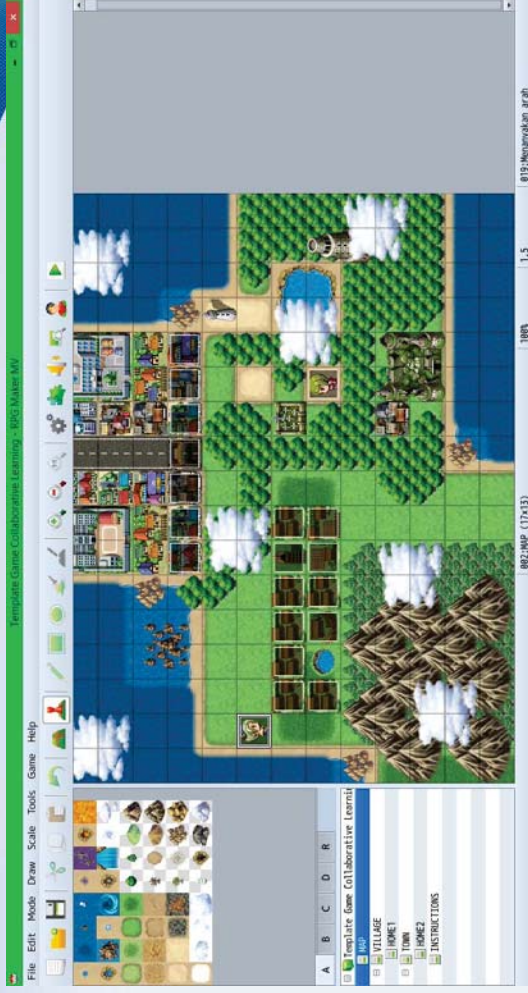 Template Game Collaborative Learning - RPG Maker MV
File Edit Mode Draw Scale Tools Game Help
A B C D R
Template Game Collaborative Learnin
MAP
VILLAGE
HOME1
TOWN
HOME2
INSTRUCTIONS
002:MAP (17x13) 100% 1,5 019:Menanyakan arah